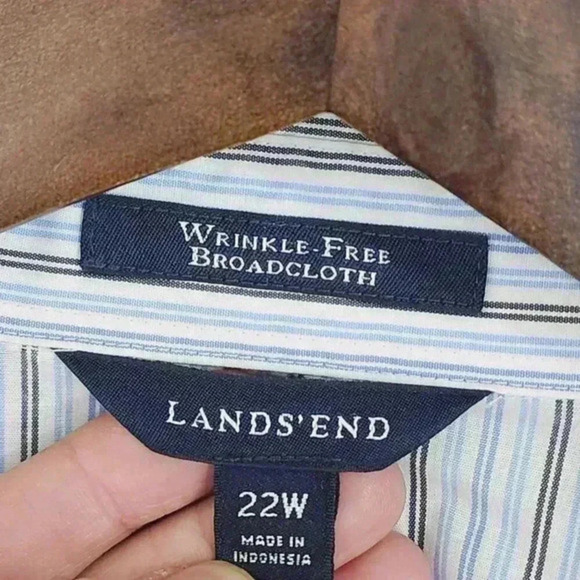 WRINKLE-FREE
BROADCLOTH
LANDS'END
22W
MADE IN
INDONESIA